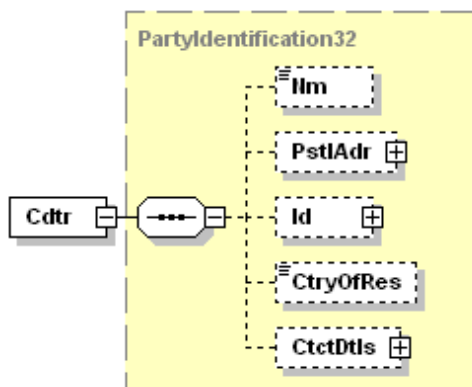 PartyIdentification32
Nm
PstlAdr
Cdtr
Id
CtryOfRes
CtctDtls